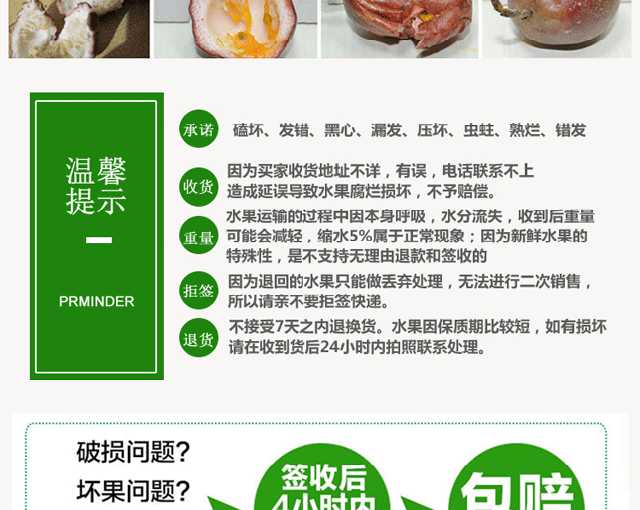 温馨
提示
PRMINDER
承诺
磕坏、发错、黑心、漏发、压坏、虫蛀、熟烂、错发
收货
因为买家收货地址不详，有误，电话联系不上
造成延误导致水果腐烂损坏，不予赔偿。
重量
水果运输的过程中因本身呼吸，水分流失，收到后重量
可能会减轻，缩水5%属于正常现象；因为新鲜水果的
特殊性，是不支持无理由退款和签收的
拒签
因为退回的水果只能做丢弃处理，无法进行二次销售，
所以请亲不要拒签快递。
退货
不接受7天之内退换货。水果因保质期比较短，如有损坏
请在收到货后24小时内拍照联系处理。
破损问题?
坏果问题?
签收后
4小时内
包赔